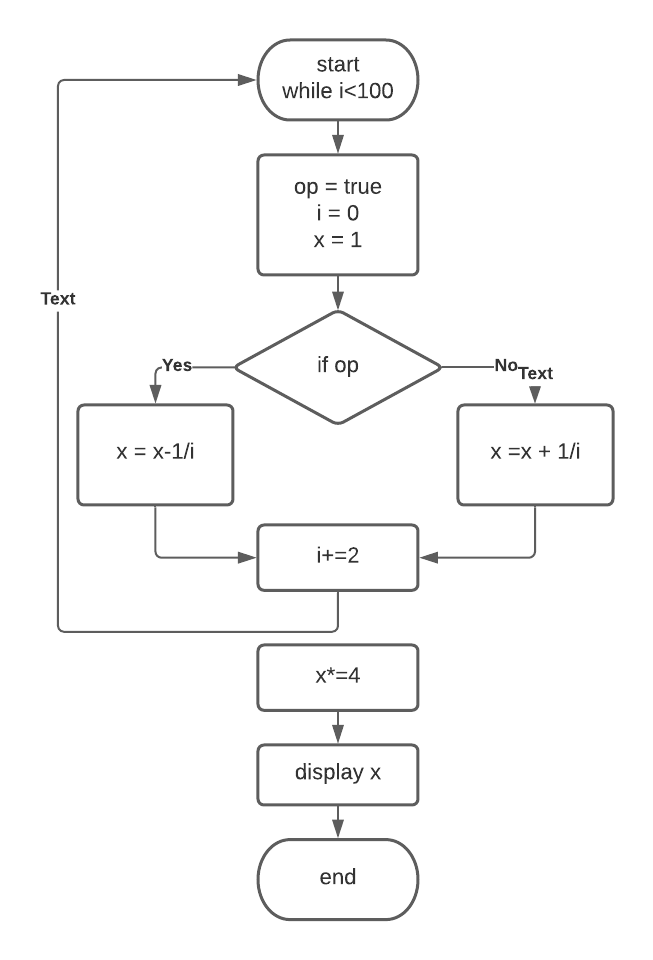 start
while i<100
op = true
i = 0
x = 1
Text
if op
Yes
No
Text
x = x-1/i
x =x + 1/i
i+=2
x*=4
display x
end